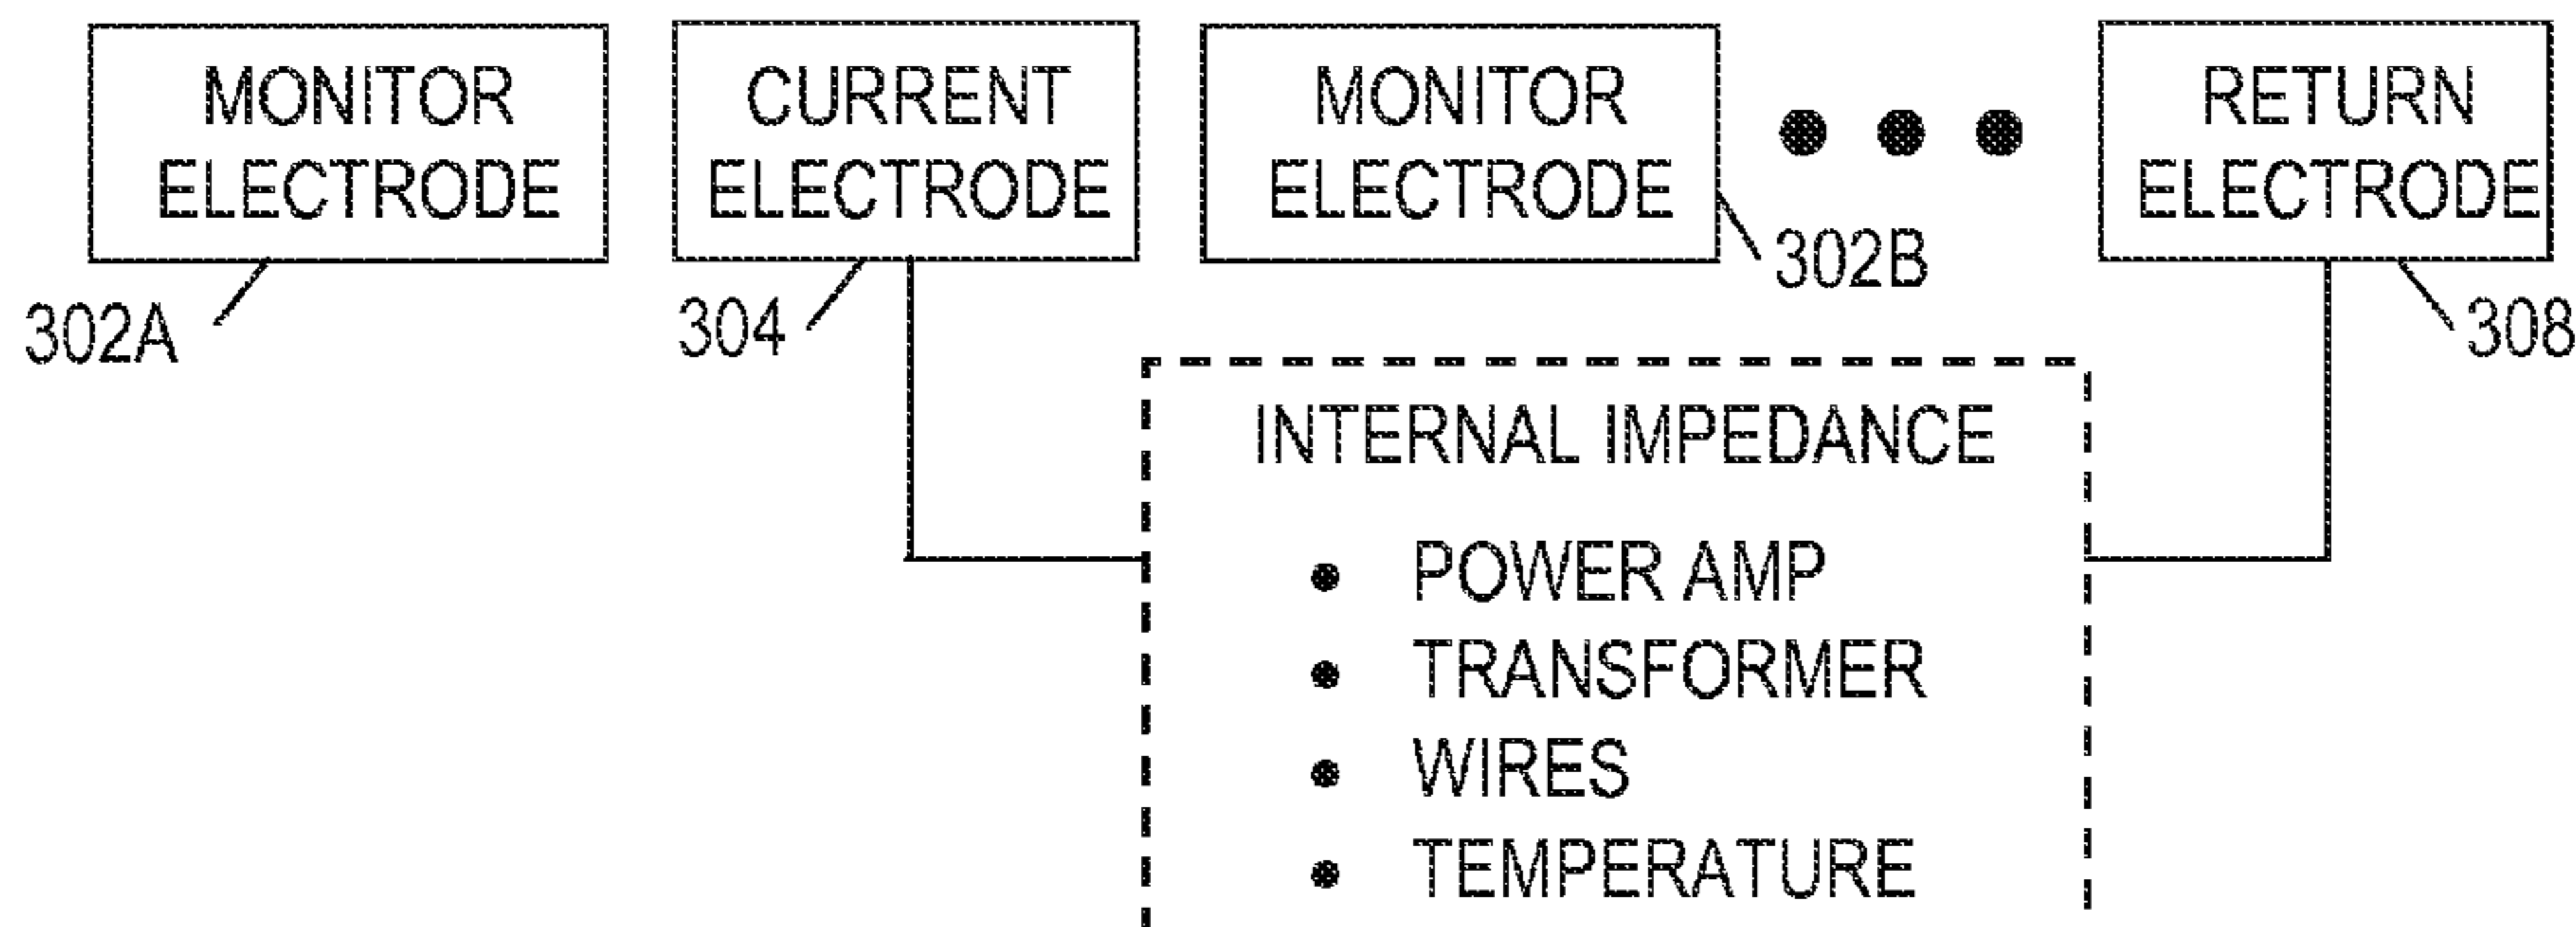 MONITOR
ELECTRODE
302A
CURRENT
ELECTRODE
304
MONITOR
ELECTRODE
302B
RETURN
ELECTRODE
308
INTERNAL IMPEDANCE
• POWER AMP
• TRANSFORMER
• WIRES
• TEMPERATURE